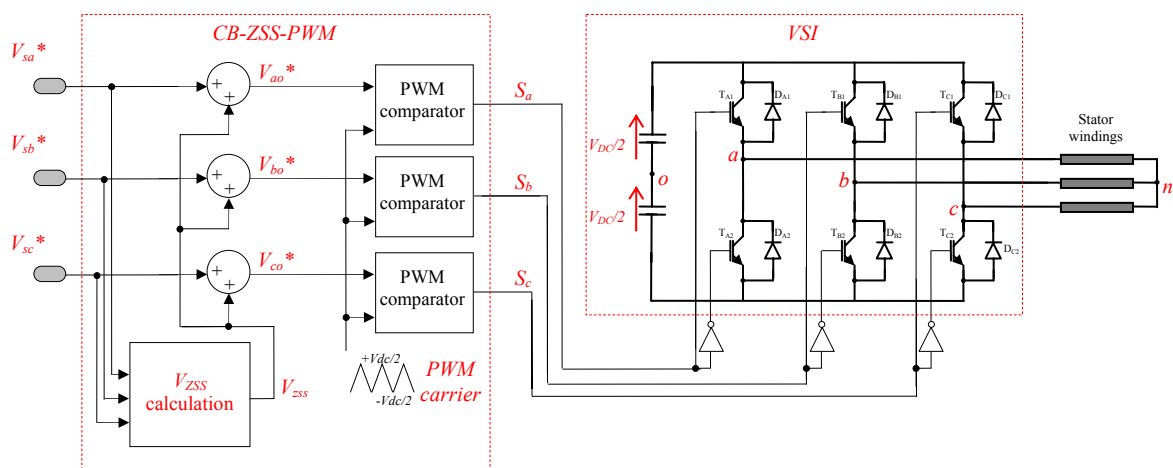 CB-ZSS-PWM
VSI
Vsa*
Vao*
PWM
comparator
Sa
Vsb*
Vbo*
PWM
comparator
Sb
Vsc*
Vco*
PWM
comparator
Sc
VZSS
calculation
Vzss
+Vdc/2
-Vdc/2
PWM
carrier
VDC/2
o
VDC/2
TA1
DA1
TB1
DB1
TC1
DC1
a
b
c
TA2
DA2
TB2
DB2
TC2
DC2
Stator
windings
n
+
+
+
+
+
+